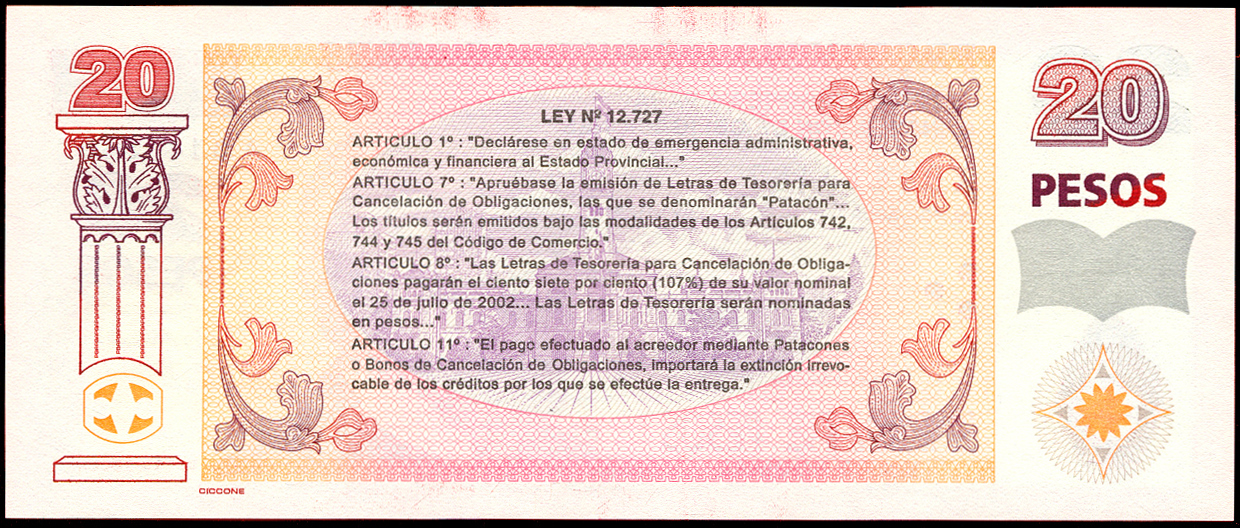 20
20
PESOS
LEY Nº 12.727
ARTICULO 1º : "Declárese en estado de emergencia administrativa,
económica y financiera al Estado Provincial..."
ARTICULO 7º : "Apruébase la emisión de Letras de Tesorería para
Cancelación de Obligaciones, las que se denominarán "Patacón"...
Los títulos serán emitidos bajo las modalidades de los Artículos 742,
744 y 745 del Código de Comercio."
ARTICULO 8º : "Las Letras de Tesorería para Cancelación de Obliga-
ciones pagarán el ciento siete por ciento (107%) de su valor nominal
el 25 de julio de 2002... Las Letras de Tesorería serán nominadas
en pesos..."
ARTICULO 11º : "El pago efectuado al acreedor mediante Patacones
o Bonos de Cancelación de Obligaciones, importará la extinción irrevo-
cable de los créditos por los que se efectúe la entrega."
CICCONE